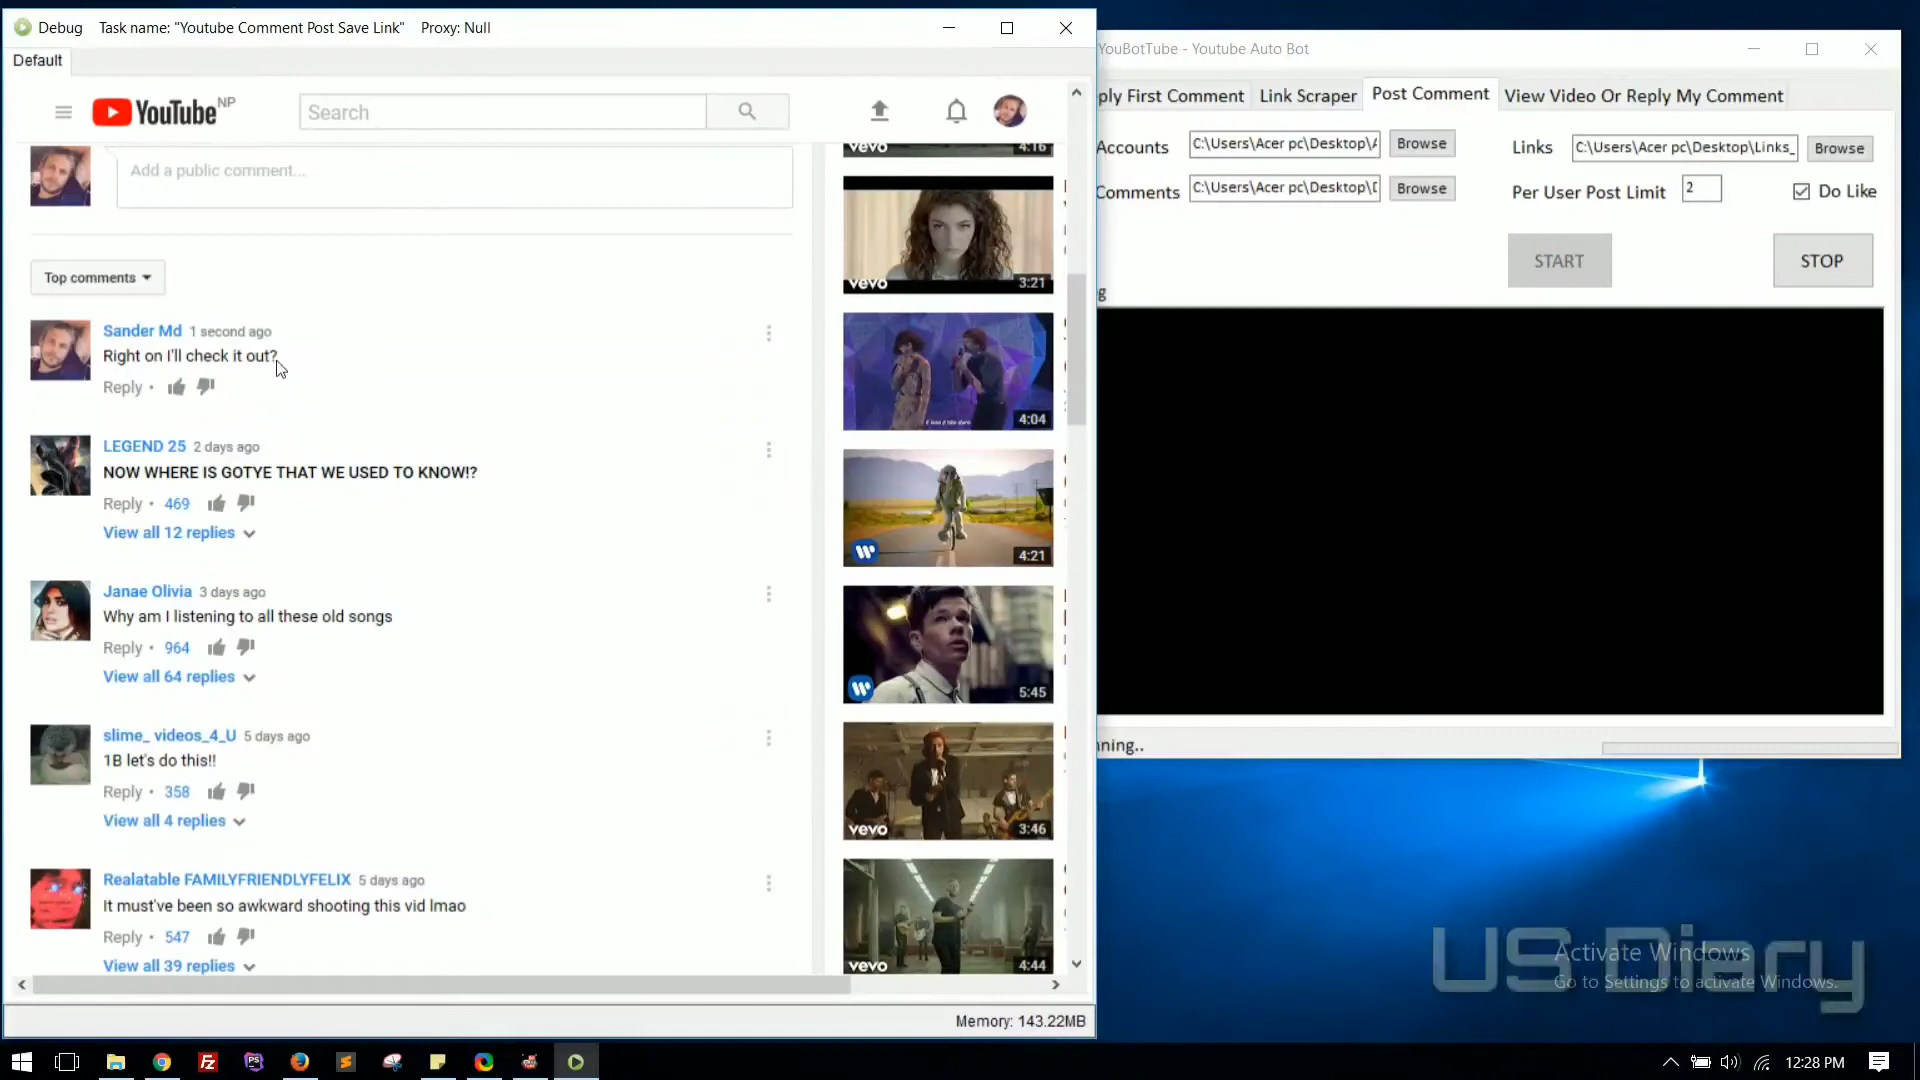 Debug Task name: "Youtube Comment Post Save Link" Proxy: Null
Default
YouTube NP
Search
Add a public comment...
Top comments
Sander Md 1 second ago
Right on I'll check it out?
Reply •
LEGEND 25 2 days ago
NOW WHERE IS GOTYE THAT WE USED TO KNOW!?
Reply • 469
View all 12 replies
Janae Olivia 3 days ago
Why am I listening to all these old songs
Reply • 964
View all 64 replies
slime_ videos_4_U 5 days ago
1B let's do this!!
Reply • 358
View all 4 replies
Realatable FAMILYFRIENDLYFELIX 5 days ago
It must've been so awkward shooting this vid lmao
Reply • 547
View all 39 replies
vevo 4:16
vevo 3:21
4:04
4:21
5:45
vevo 3:46
vevo 4:44
Memory: 143.22MB
YouBotTube - Youtube Auto Bot
ply First Comment Link Scraper Post Comment View Video Or Reply My Comment
Accounts C:\Users\Acer pc\Desktop\A Browse Links C:\Users\Acer pc\Desktop\Links_ Browse
Comments C:\Users\Acer pc\Desktop\D Browse Per User Post Limit 2 Do Like
START STOP
g
nning..
US Diary
Activate Windows
Go to Settings to activate Windows.
12:28 PM